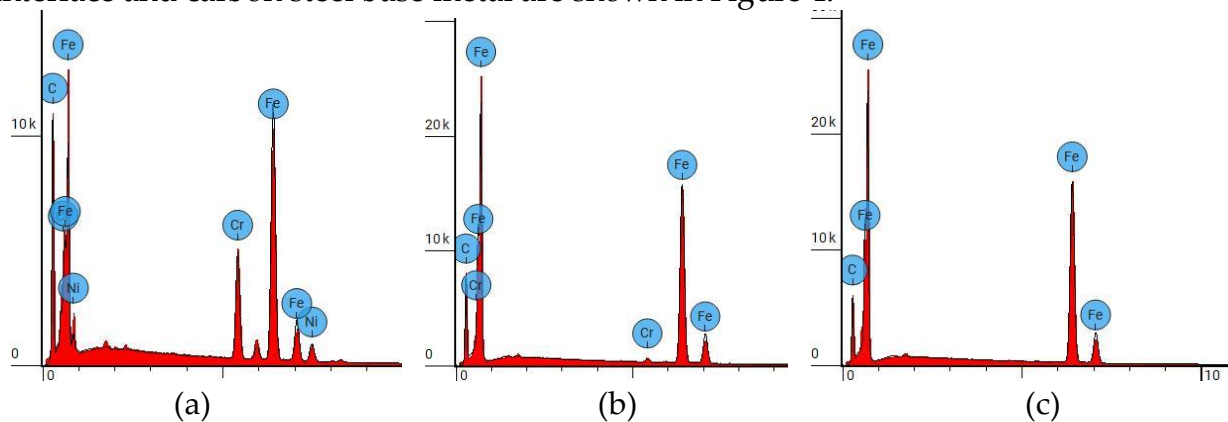 interface and carbon steel base metal are shown in Figure 4.
Fe
C
Fe
10k
Fe
Cr
Ni
Fe
Ni
0
0
(a)
Fe
20k
Fe
Fe
C
10k
Cr
Cr
Fe
0
0
(b)
Fe
20k
Fe
Fe
10k
C
Fe
0
0
10
(c)